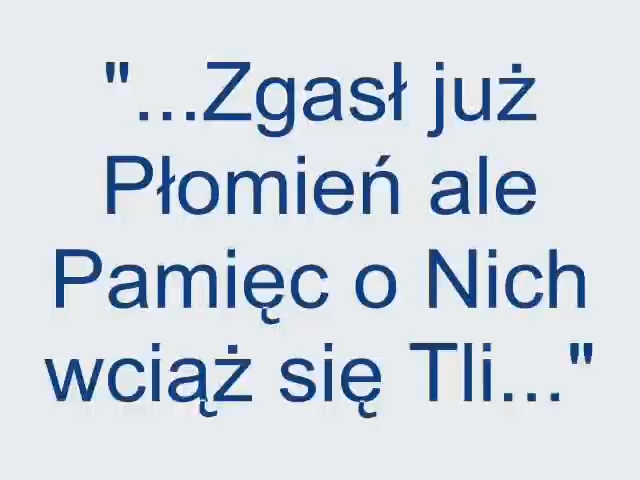 "...Zgasł już
Płomień ale
Pamięc o Nich
wciąż się Tli..."